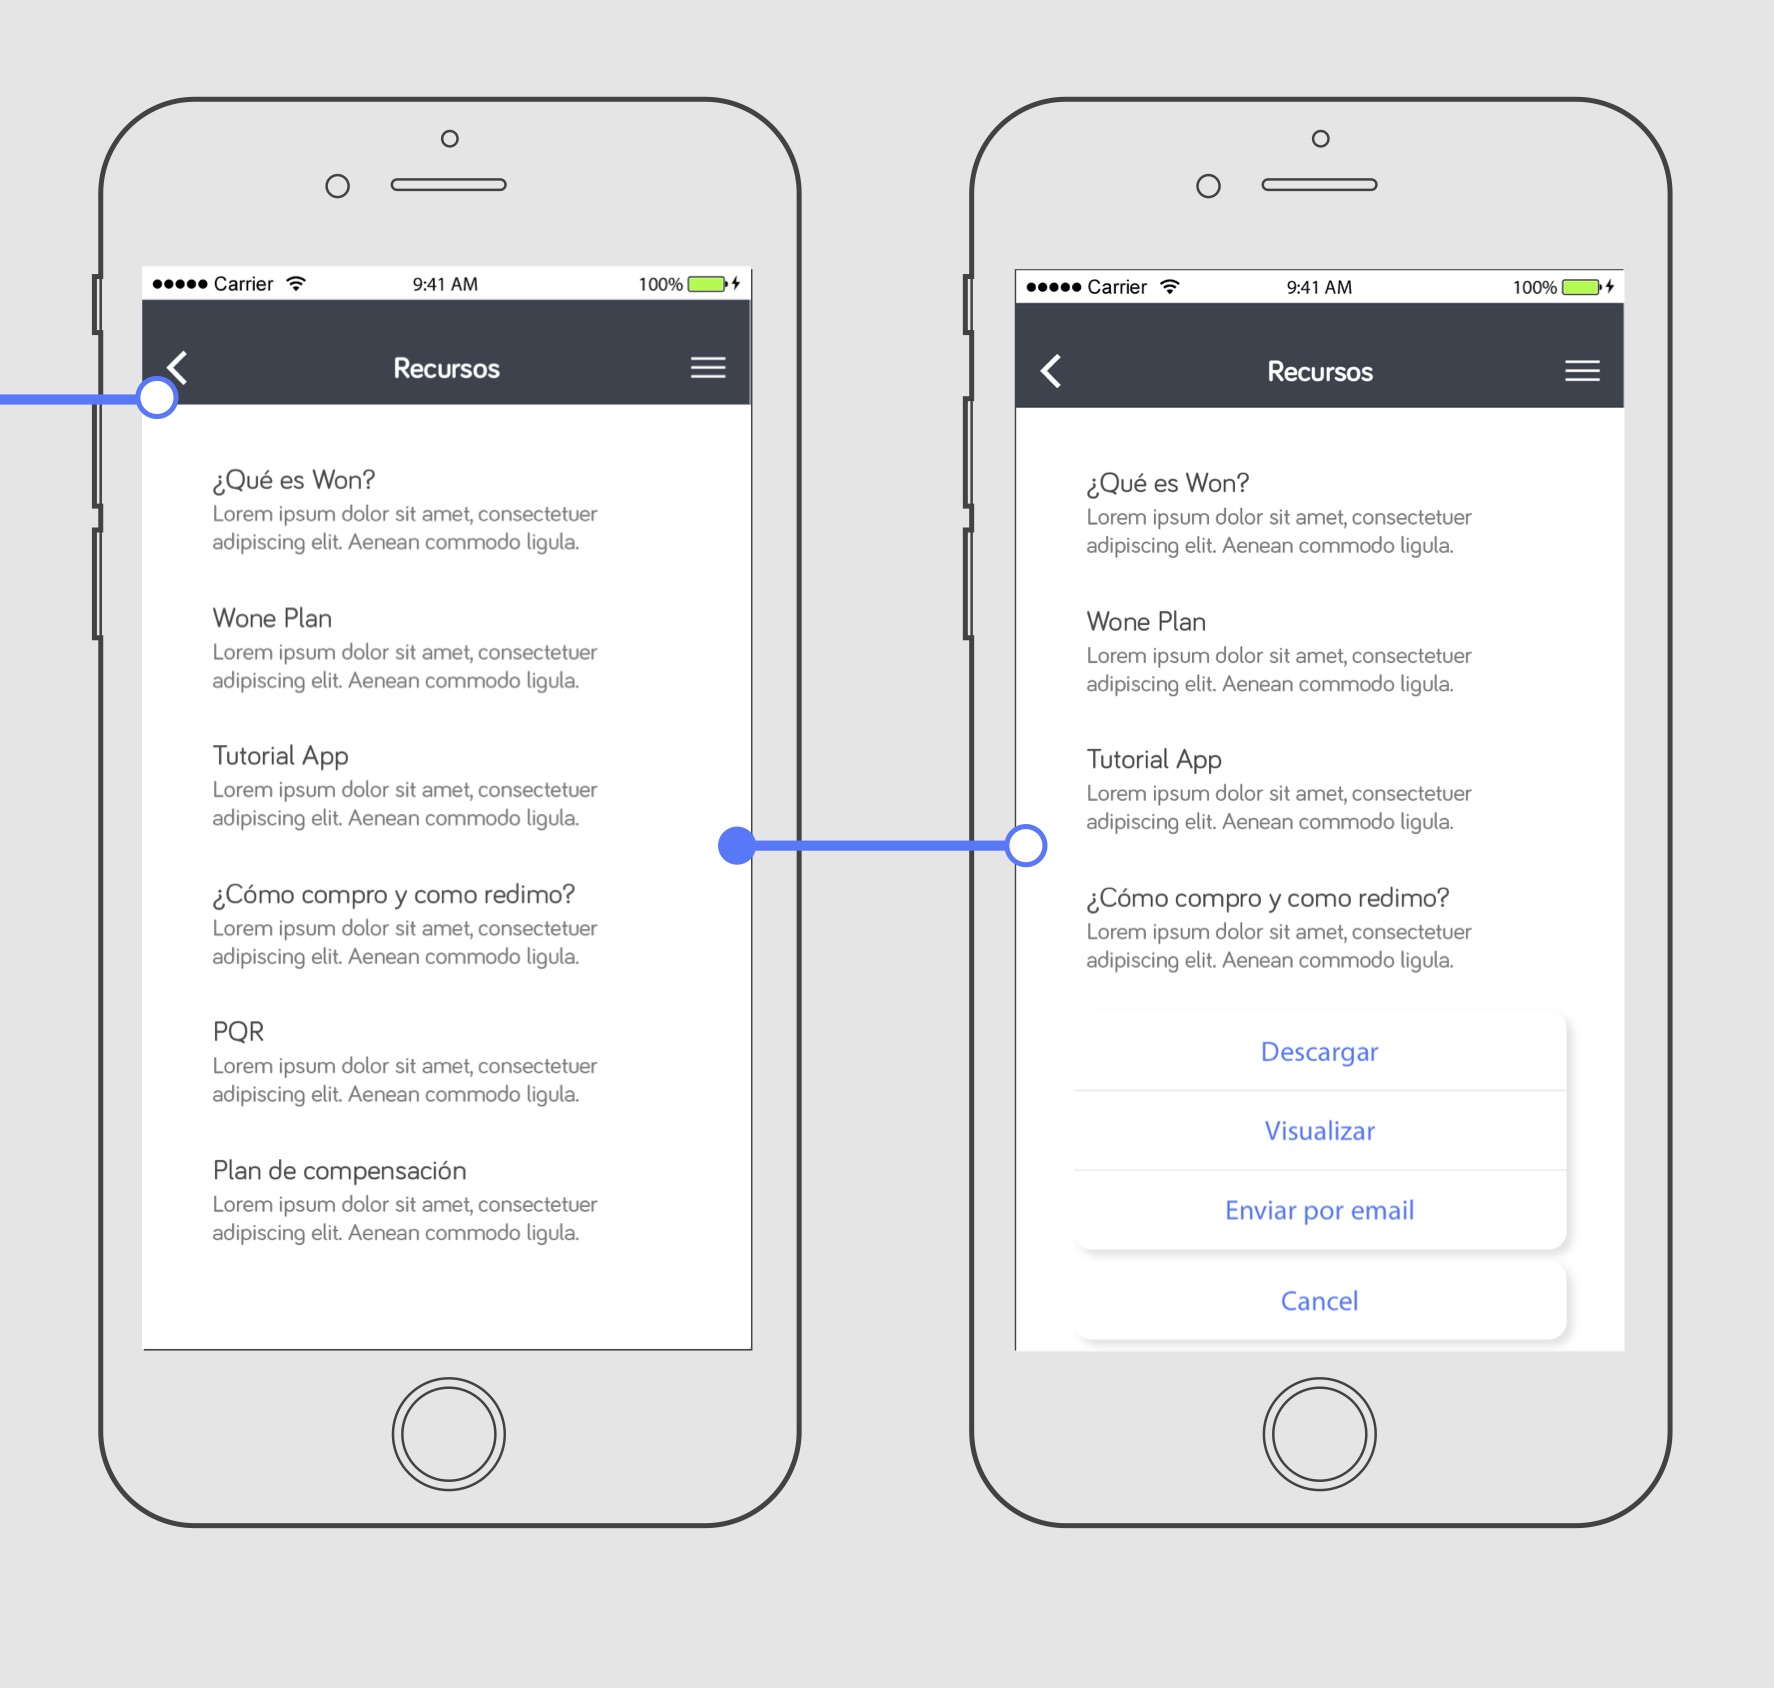 Carrier 9:41 AM 100%
Recursos
¿Qué es Won?
Lorem ipsum dolor sit amet, consectetuer
adipiscing elit. Aenean commodo ligula.
Wone Plan
Lorem ipsum dolor sit amet, consectetuer
adipiscing elit. Aenean commodo ligula.
Tutorial App
Lorem ipsum dolor sit amet, consectetuer
adipiscing elit. Aenean commodo ligula.
¿Cómo compro y como redimo?
Lorem ipsum dolor sit amet, consectetuer
adipiscing elit. Aenean commodo ligula.
PQR
Lorem ipsum dolor sit amet, consectetuer
adipiscing elit. Aenean commodo ligula.
Plan de compensación
Lorem ipsum dolor sit amet, consectetuer
adipiscing elit. Aenean commodo ligula.
Carrier 9:41 AM 100%
Recursos
¿Qué es Won?
Lorem ipsum dolor sit amet, consectetuer
adipiscing elit. Aenean commodo ligula.
Wone Plan
Lorem ipsum dolor sit amet, consectetuer
adipiscing elit. Aenean commodo ligula.
Tutorial App
Lorem ipsum dolor sit amet, consectetuer
adipiscing elit. Aenean commodo ligula.
¿Cómo compro y como redimo?
Lorem ipsum dolor sit amet, consectetuer
adipiscing elit. Aenean commodo ligula.
Descargar
Visualizar
Enviar por email
Cancel